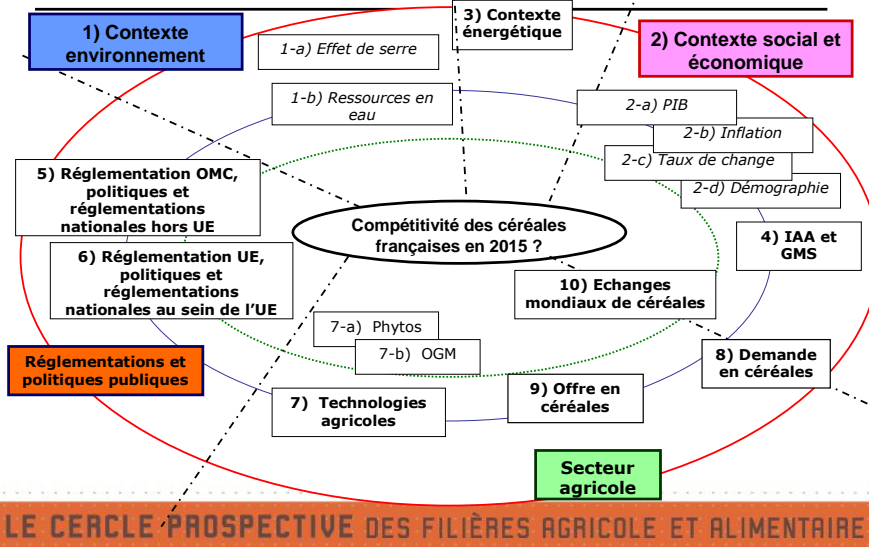 3) Contexte
énergétique
1) Contexte
environnement
2) Contexte social et
économique
1-a) Effet de serre
1-b) Ressources en
eau
2-a) PIB
2-b) Inflation
2-c) Taux de change
2-d) Démographie
5) Réglementation OMC,
politiques et
réglementations
nationales hors UE
Compétitivité des céréales
françaises en 2015 ?
4) IAA et
GMS
6) Réglementation UE,
politiques et
réglementations
nationales au sein de l’UE
10) Echanges
mondiaux de céréales
7-a) Phytos
7-b) OGM
Réglementations et
politiques publiques
8) Demande
en céréales
7) Technologies
agricoles
9) Offre en
céréales
Secteur
agricole
LE CERCLE PROSPECTIVE DES FILIÈRES AGRICOLE ET ALIMENTAIRE